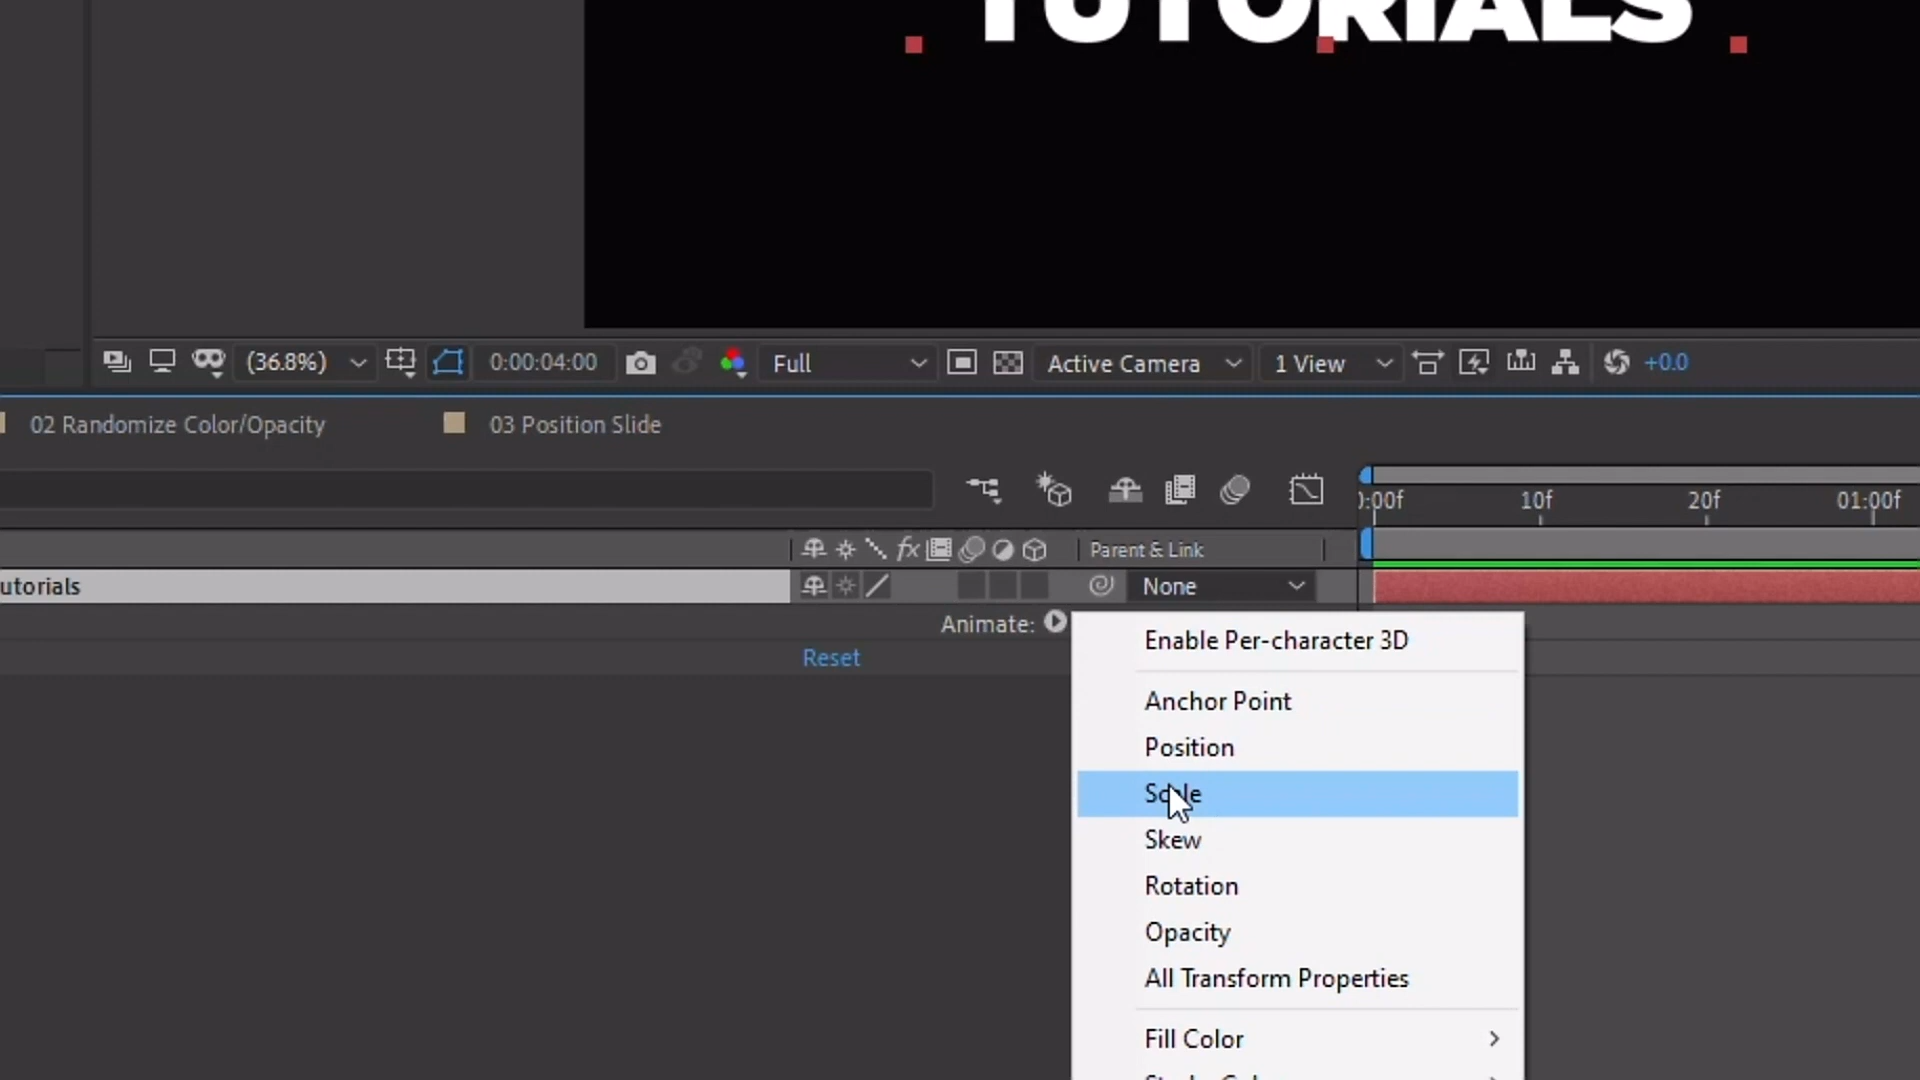 TUTORIALS
(36.8%) 0:00:04:00 Full Active Camera 1 View +0.0
02 Randomize Color/Opacity 03 Position Slide
0:00f 10f 20f 01:00f
fx Parent & Link
utorials None
Animate:
Reset
Enable Per-character 3D
Anchor Point
Position
Scale
Skew
Rotation
Opacity
All Transform Properties
Fill Color